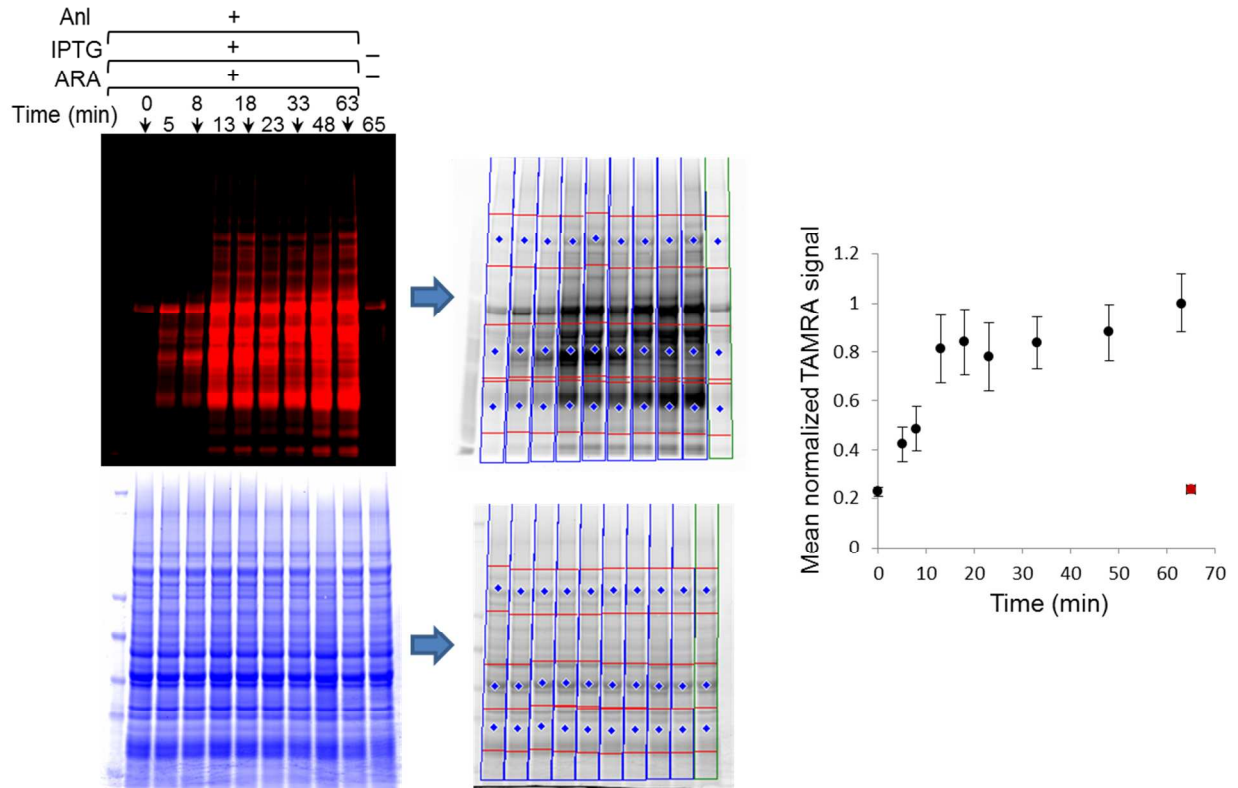 Anl +
IPTG + –
ARA + –
0 8 18 33 63
Time (min)
5 13 23 48 65
Mean normalized TAMRA signal
1.2
1
0.8
0.6
0.4
0.2
0
0 10 20 30 40 50 60 70
Time (min)